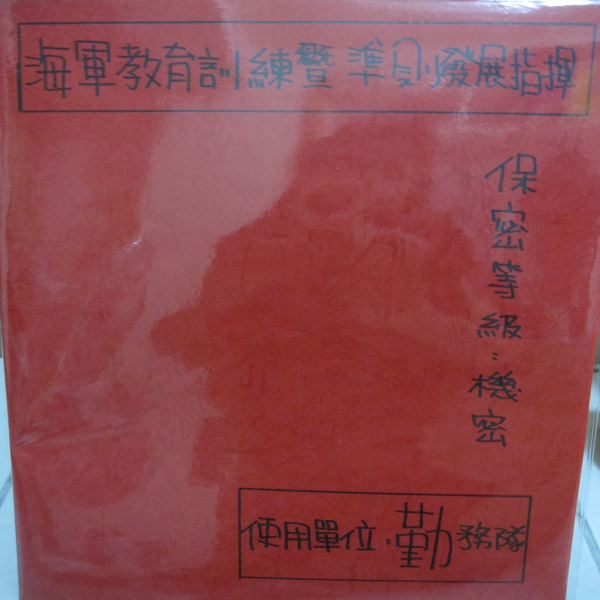 海軍教育訓練暨準則發展指揮
保密等級：機密
使用單位：勤務隊